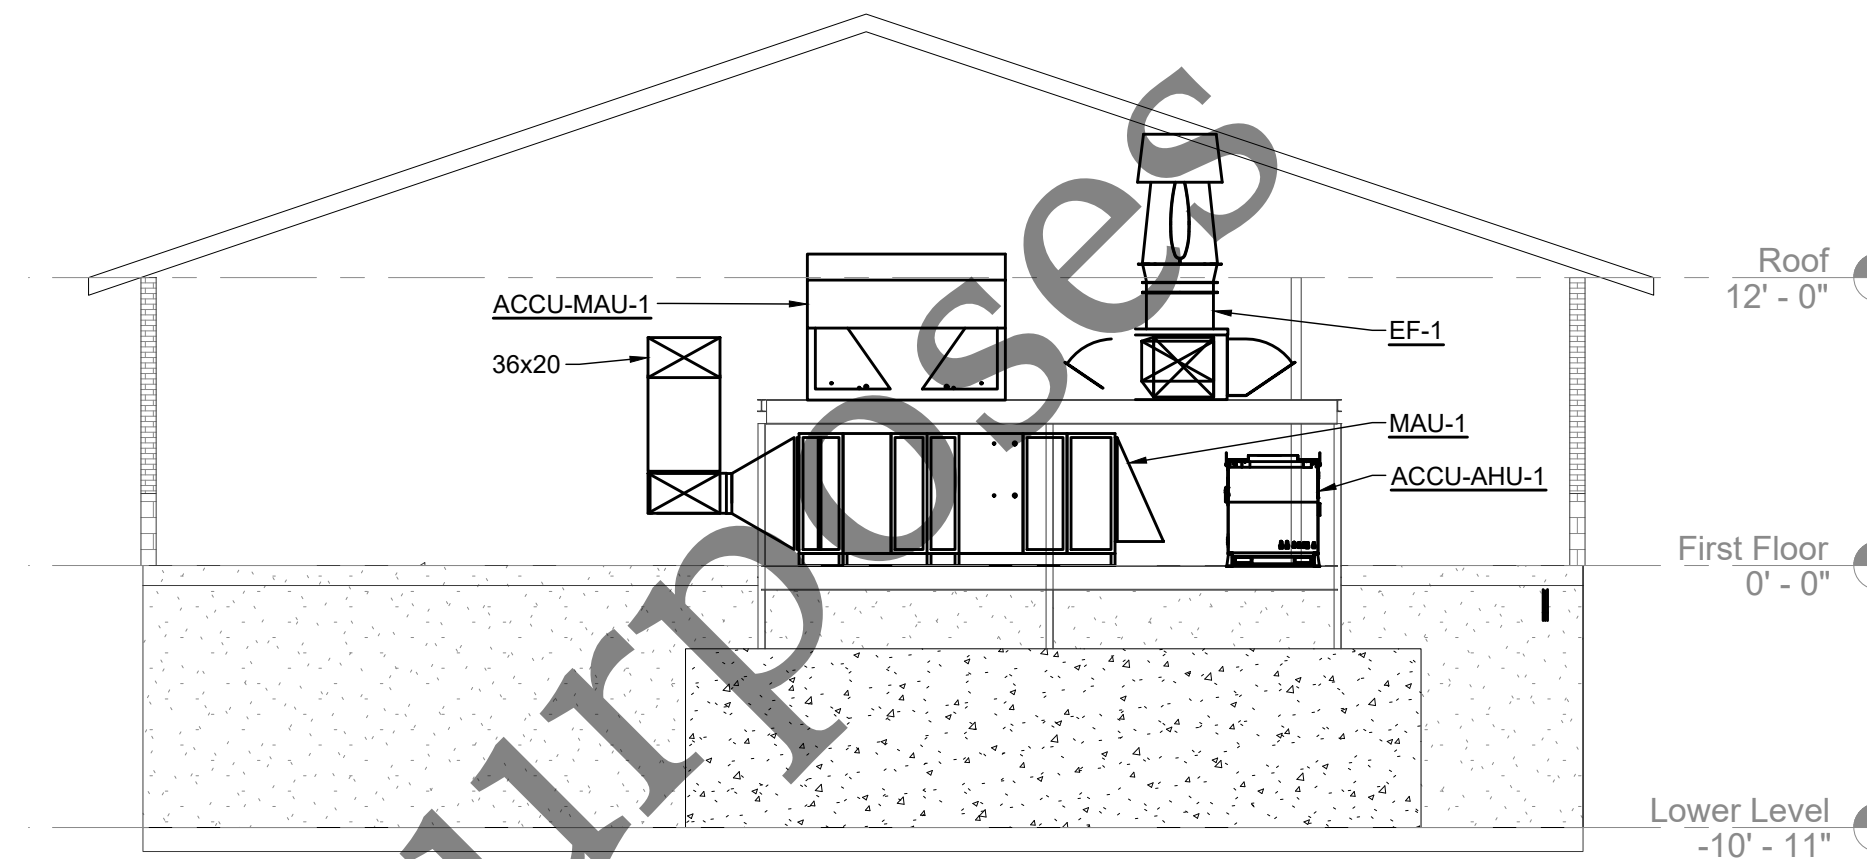 Roof
12' - 0"
ACCU-MAU-1
EF-1
36x20
MAU-1
ACCU-AHU-1
First Floor
0' - 0"
Lower Level
-10' - 11"
urposes